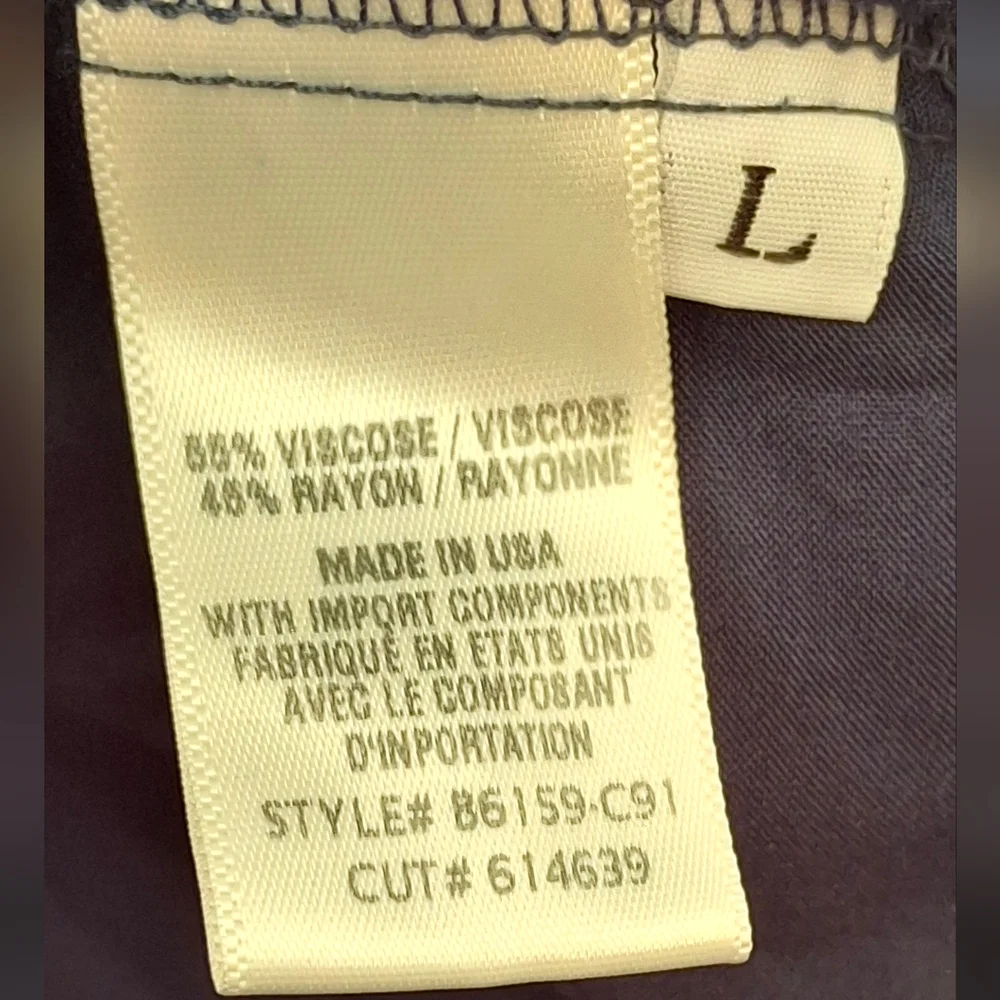 L
55% VISCOSE / VISCOSE
45% RAYON / RAYONNE
MADE IN USA
WITH IMPORT COMPONENTS
FABRIQUÉ EN ETATS UNIS
AVEC LE COMPOSANT
D'INPORTATION
STYLE# B6159-C91
CUT# 614639